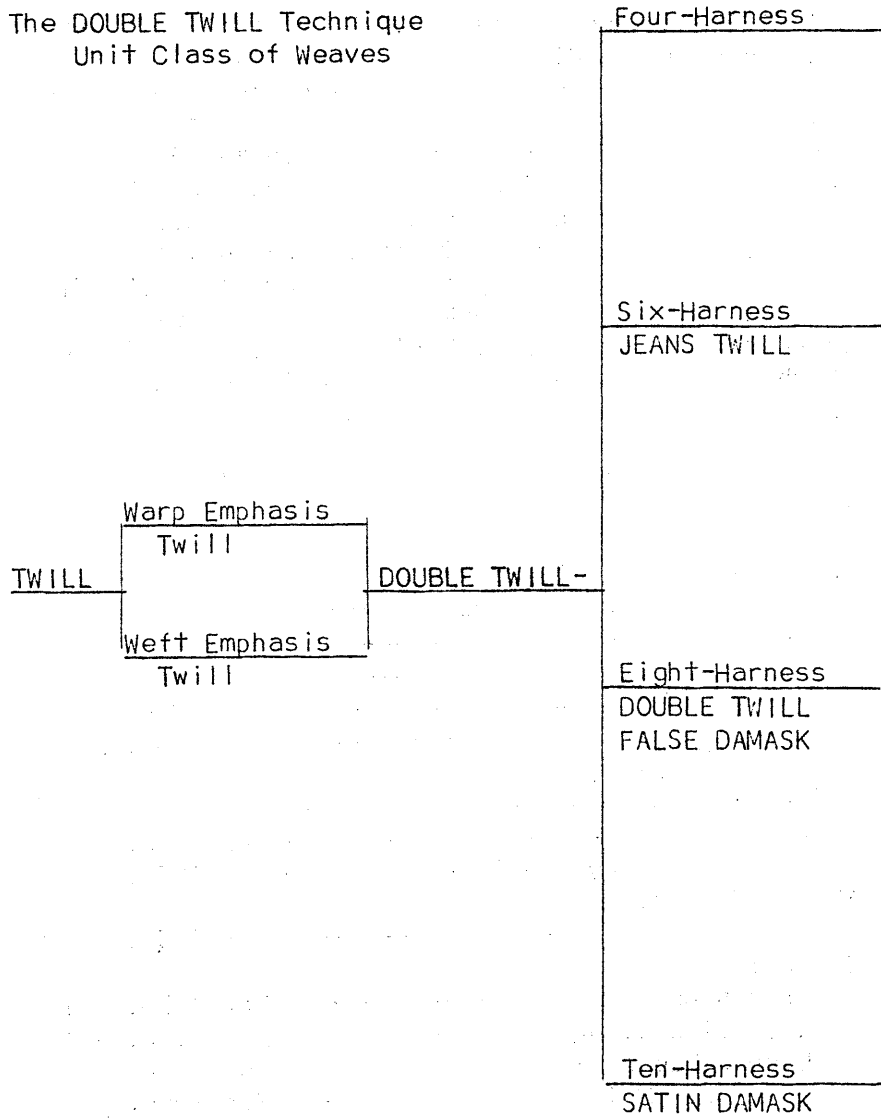 The DOUBLE TWILL Technique
Unit Class of Weaves
Four-Harness
Six-Harness
JEANS TWILL
Warp Emphasis
Twill
TWILL
DOUBLE TWILL-
Weft Emphasis
Twill
Eight-Harness
DOUBLE TWILL
FALSE DAMASK
Ten-Harness
SATIN DAMASK